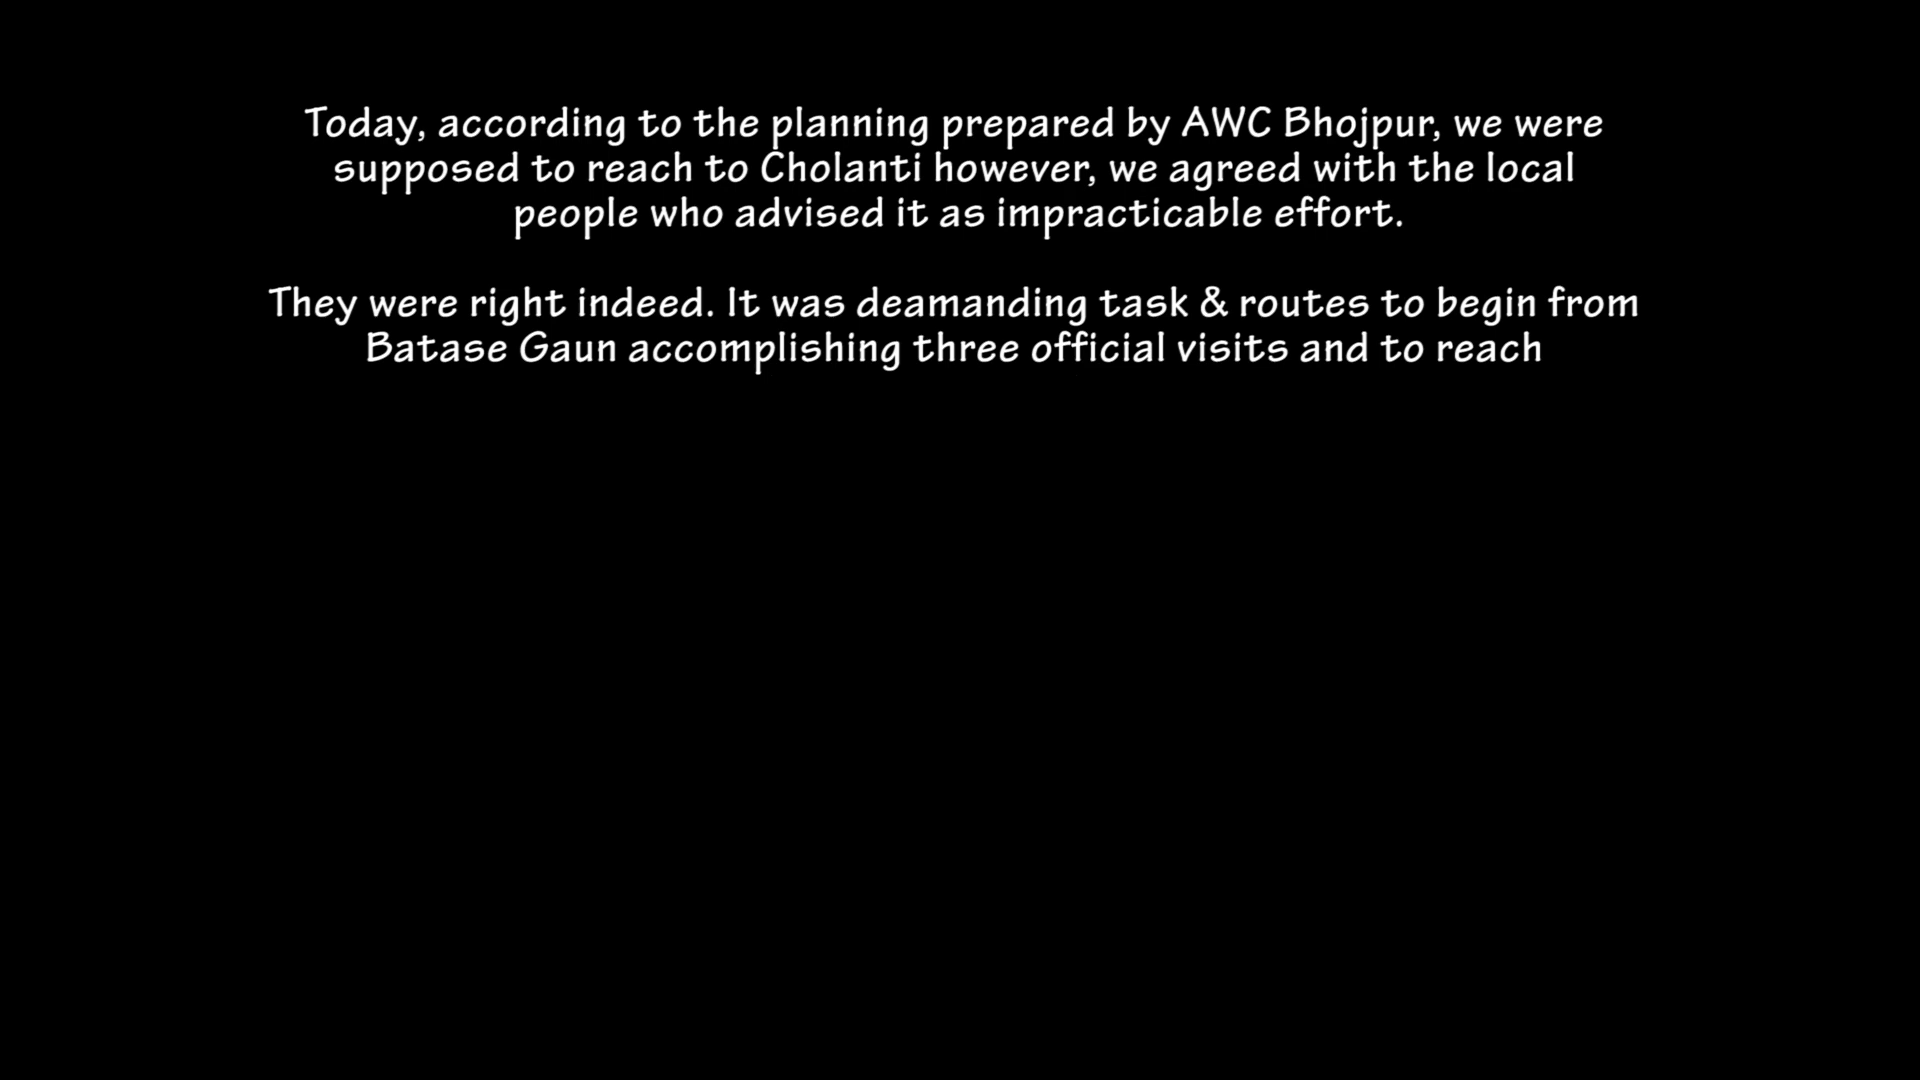 Today, according to the planning prepared by AWC Bhojpur, we were
supposed to reach to Cholanti however, we agreed with the local
people who advised it as impracticable effort.
They were right indeed. It was deamanding task & routes to begin from
Batase Gaun accomplishing three official visits and to reach